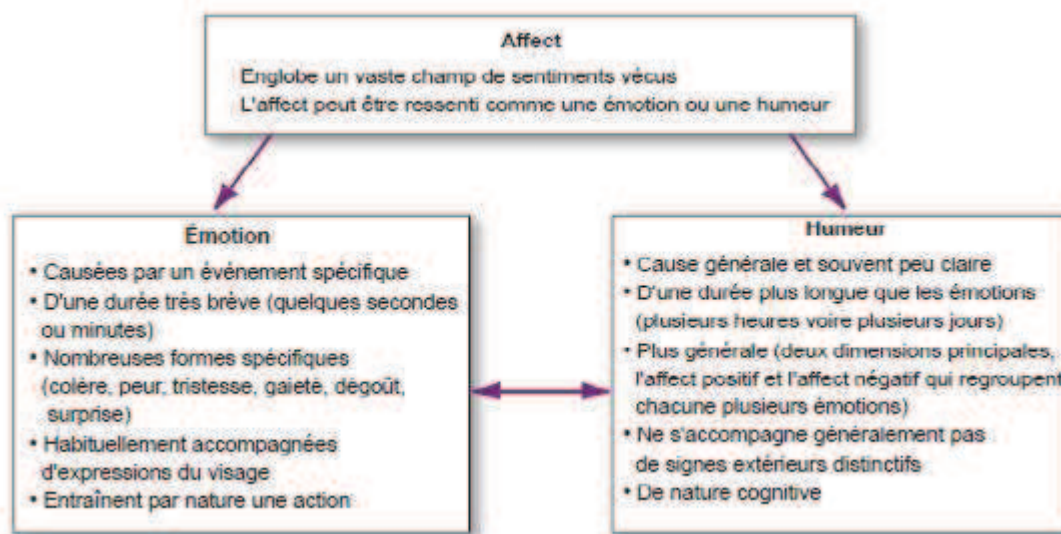 Affect
Englobe un vaste champ de sentiments vécus
L'affect peut être ressenti comme une émotion ou une humeur
Émotion
• Causées par un événement spécifique
• D'une durée très brève (quelques secondes
ou minutes)
• Nombreuses formes spécifiques
(colère, peur, tristesse, gaieté, dégoût,
surprise)
• Habituellement accompagnées
d'expressions du visage
• Entraînent par nature une action
Humeur
• Cause générale et souvent peu claire
• D'une durée plus longue que les émotions
(plusieurs heures voire plusieurs jours)
• Plus générale (deux dimensions principales,
l'affect positif et l'affect négatif qui regroupent
chacune plusieurs émotions)
• Ne s'accompagne généralement pas
de signes extérieurs distinctifs
• De nature cognitive